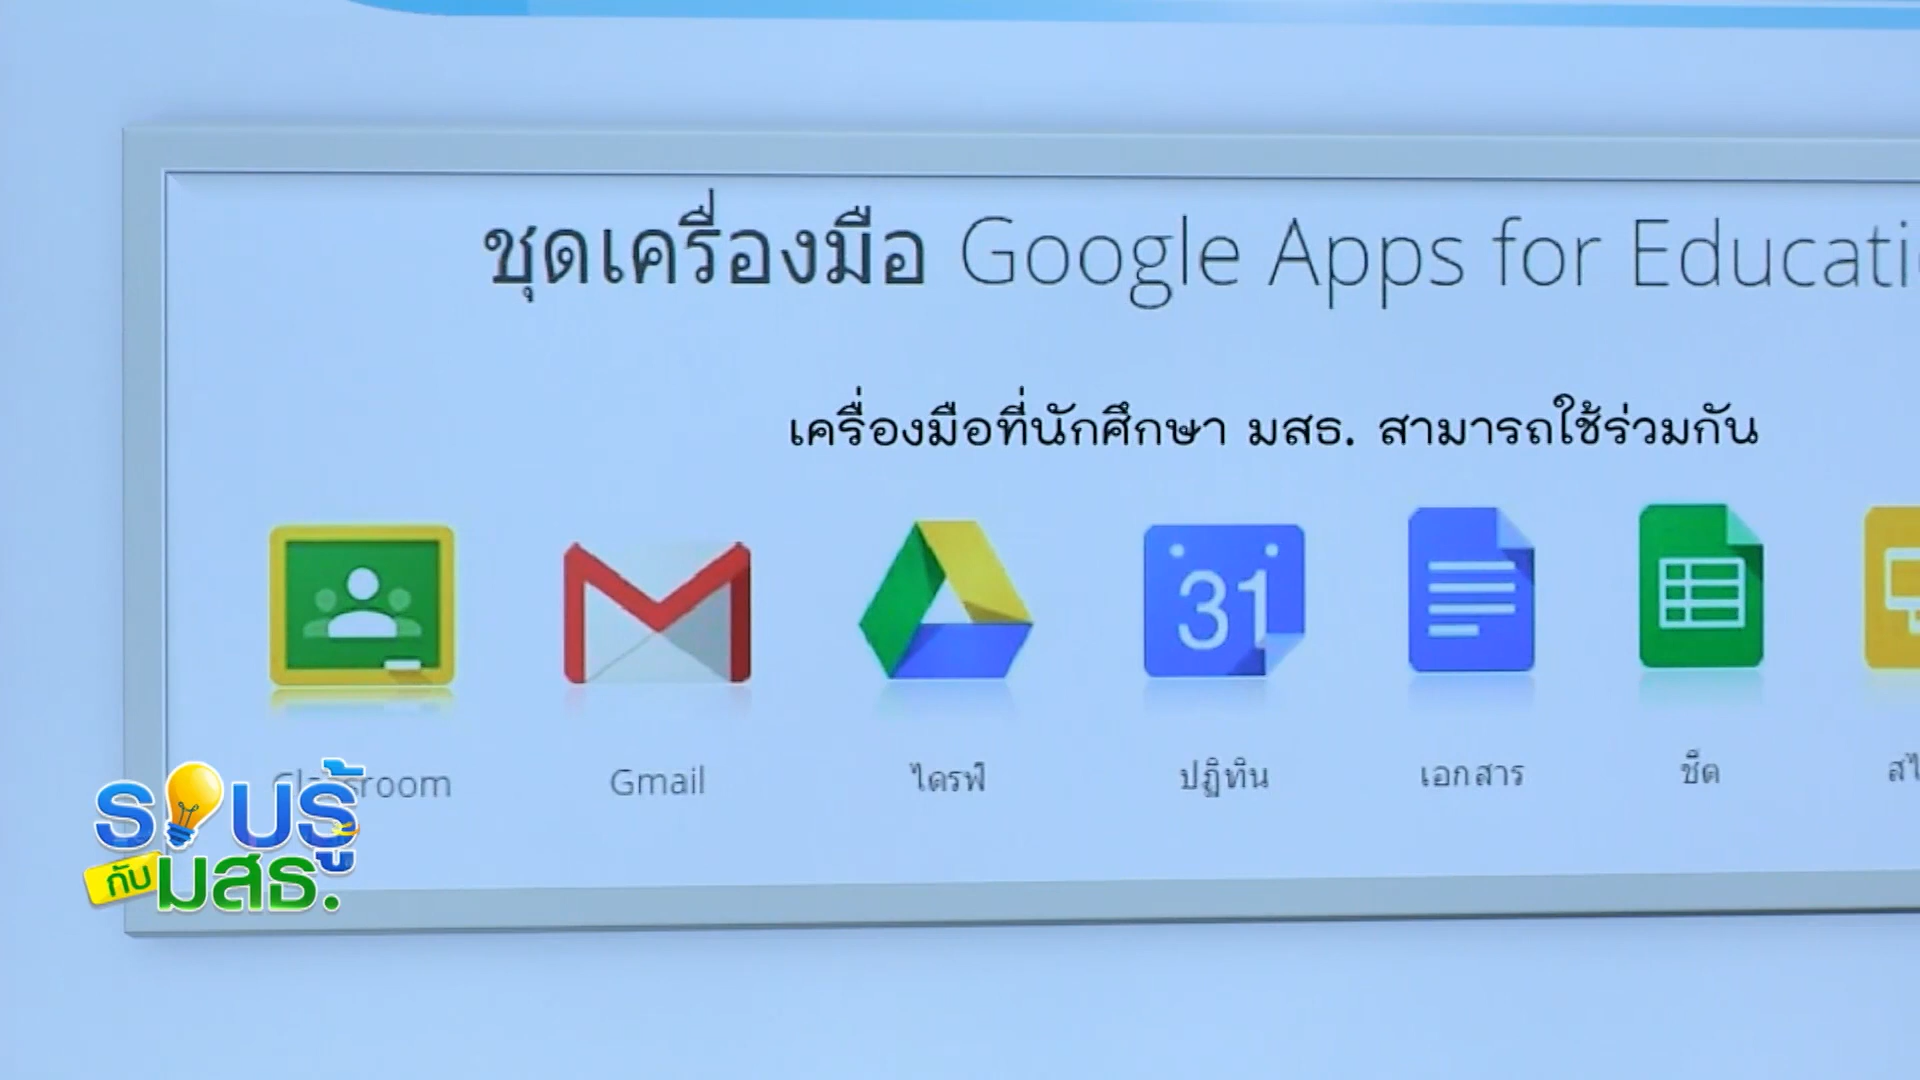 ชุดเครื่องมือ Google Apps for Educati
เครื่องมือที่นักศึกษา มสธ. สามารถใช้ร่วมกัน
31
Classroom Gmail ไดรฟ์ ปฏิทิน เอกสาร ชีต
รอบรู้
กับ มสธ.